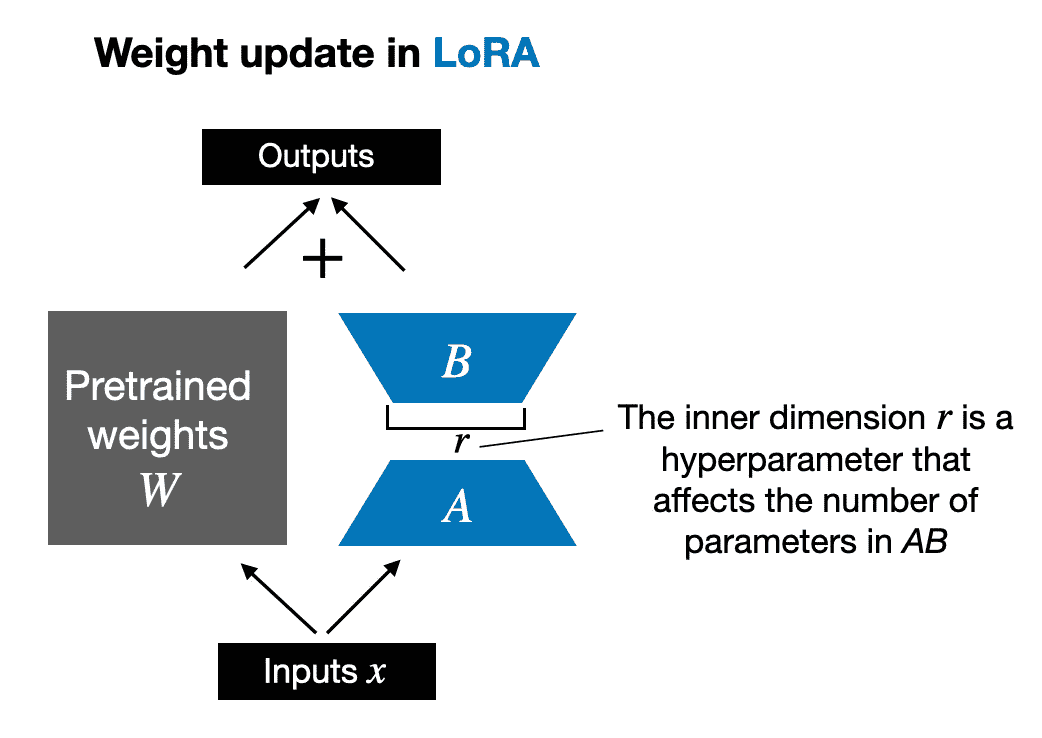 Weight update in LoRA
Outputs
+
Pretrained
weights
W
B
r
A
The inner dimension r is a
hyperparameter that
affects the number of
parameters in AB
Inputs x